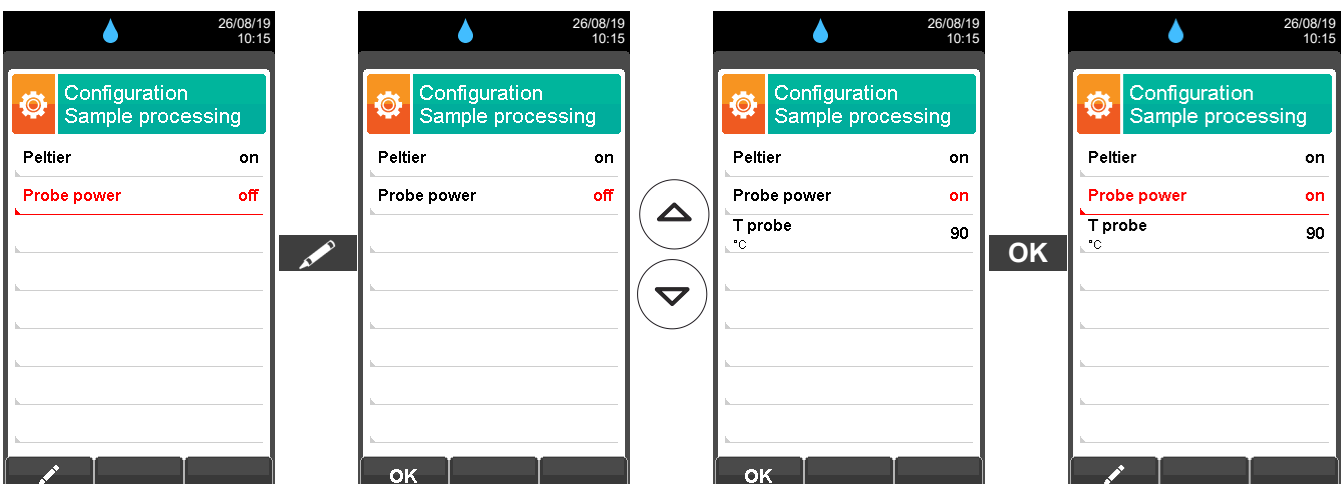 26/08/19
10:15
Configuration
Sample processing
Peltier on
Probe power off
OK
26/08/19
10:15
Configuration
Sample processing
Peltier on
Probe power off
26/08/19
10:15
Configuration
Sample processing
Peltier on
Probe power on
T probe 90
°C
OK
OK
26/08/19
10:15
Configuration
Sample processing
Peltier on
Probe power on
T probe 90
°C